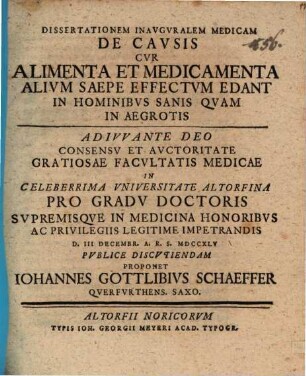 DISSERTATIONEM INAVGVRALEM MEDICAM
DE CAVSIS
CVR
ALIMENTA ET MEDICAMENTA
ALIVM SAEPE EFFECTVM EDANT
IN HOMINIBVS SANIS QVAM
IN AEGROTIS
ADIVVANTE DEO
CONSENSV ET AVCTORITATE
GRATIOSAE FACVLTATIS MEDICAE
IN
CELEBERRIMA VNIVERSITATE ALTORFINA
PRO GRADV DOCTORIS
SVPREMISQVE IN MEDICINA HONORIBVS
AC PRIVILEGIIS LEGITIME IMPETRANDIS
D. III DECEMBR. A. R. S. MDCCXLV
PVBLICE DISCVTIENDAM
PROPONET
IOHANNES GOTTLIBIVS SCHAEFFER
QVERFVRTHENS. SAXO.
ALTORFII NORICORVM
TYPIS IOH. GEORGII MEYERI ACAD. TYPOGR.